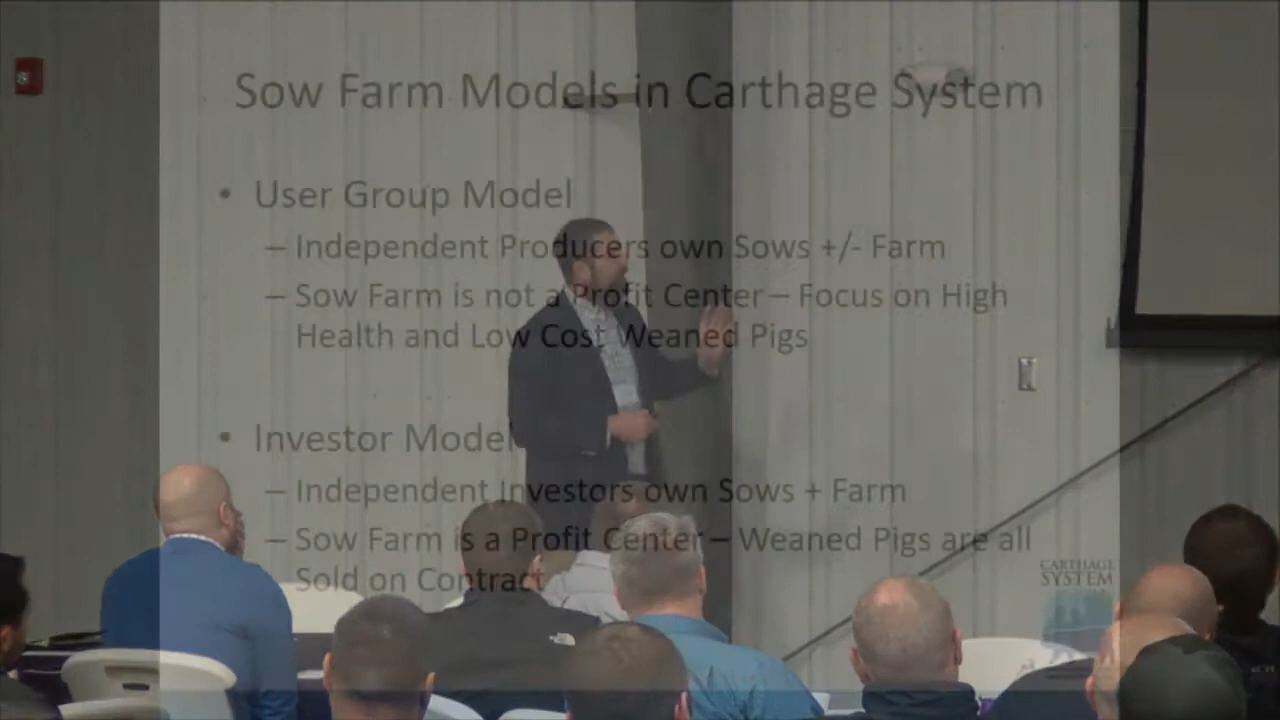 Sow Farm Models in Carthage System
• User Group Model
– Independent Producers own Sows +/- Farm
– Sow Farm is not a Profit Center – Focus on High
Health and Low Cost Weaned Pigs
• Investor Model
– Independent Investors own Sows + Farm
– Sow Farm is a Profit Center – Weaned Pigs are all
Sold on Contract
CARTHAGE
SYSTEM